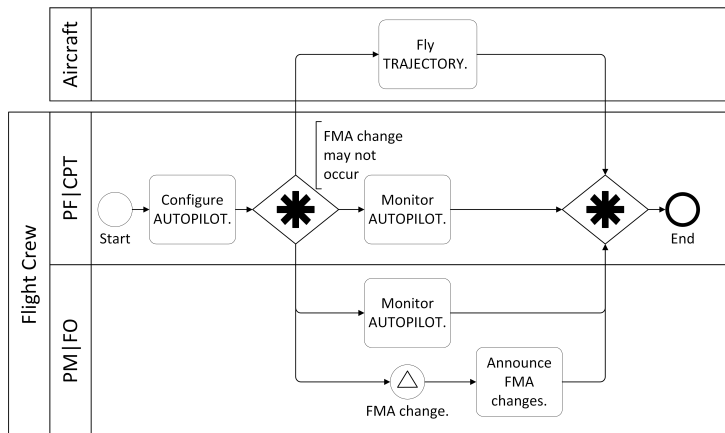 Aircraft
Fly
TRAJECTORY.
Flight Crew
PF|CPT
FMA change
may not
occur
Start
Configure
AUTOPILOT.
Monitor
AUTOPILOT.
End
PM|FO
Monitor
AUTOPILOT.
FMA change.
Announce
FMA
changes.